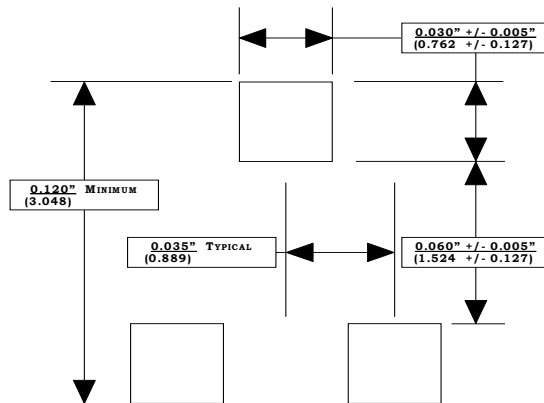 0.030" +/- 0.005"
(0.762 +/- 0.127)
0.120" MINIMUM
(3.048)
0.035" TYPICAL
(0.889)
0.060" +/- 0.005"
(1.524 +/- 0.127)